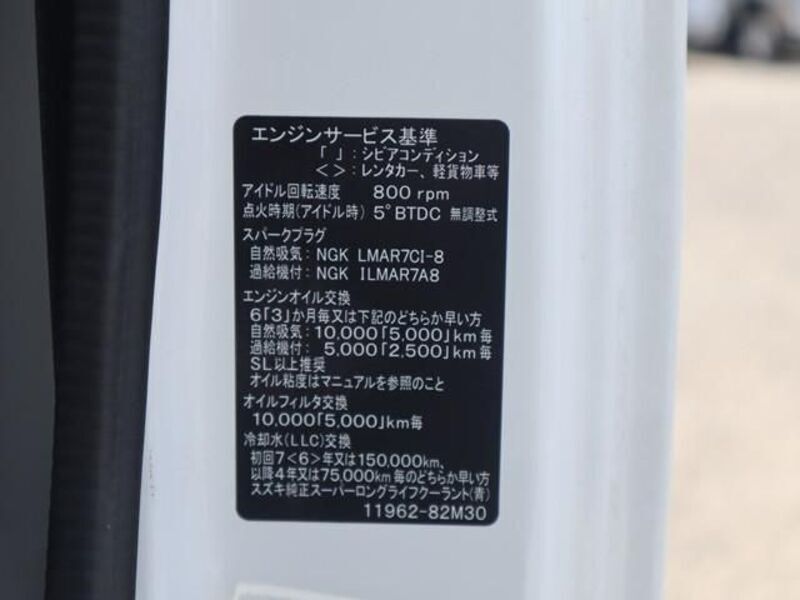 エンジンサービス基準
「 」：シビアコンディション
< >：レンタカー、軽貨物車等
アイドル回転速度 800 rpm
点火時期(アイドル時) 5°BTDC 無調整式
スパークプラグ
自然吸気：NGK LMAR7CI-8
過給機付：NGK ILMAR7A8
エンジンオイル交換
6「3」か月毎又は下記のどちらか早い方
自然吸気：10,000「5,000」km毎
過給機付：5,000「2,500」km毎
SL以上推奨
オイル粘度はマニュアルを参照のこと
オイルフィルタ交換
10,000「5,000」km毎
冷却水(LLC)交換
初回7<6>年又は150,000km、
以降4年又は75,000km毎のどちらか早い方
スズキ純正スーパーロングライフクーラント(青)
11962-82M30